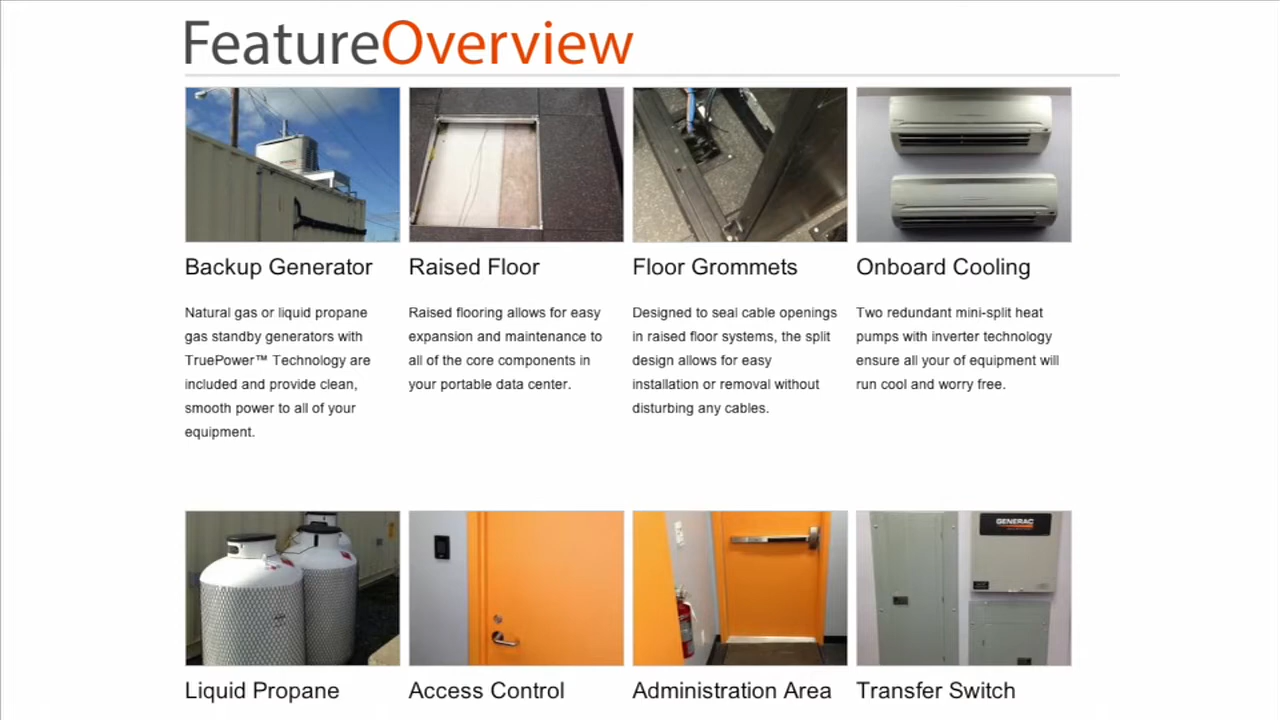 FeatureOverview
Backup Generator
Raised Floor
Floor Grommets
Onboard Cooling
Natural gas or liquid propane
gas standby generators with
TruePower™ Technology are
included and provide clean,
smooth power to all of your
equipment.
Raised flooring allows for easy
expansion and maintenance to
all of the core components in
your portable data center.
Designed to seal cable openings
in raised floor systems, the split
design allows for easy
installation or removal without
disturbing any cables.
Two redundant mini-split heat
pumps with inverter technology
ensure all your of equipment will
run cool and worry free.
GENERAC
Liquid Propane
Access Control
Administration Area
Transfer Switch